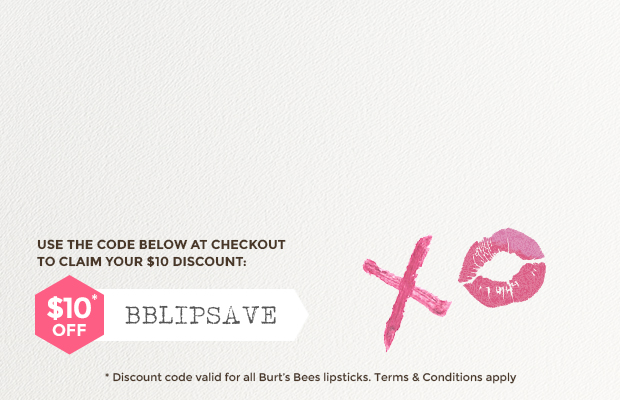 USE THE CODE BELOW AT CHECKOUT
TO CLAIM YOUR $10 DISCOUNT:
$10*
OFF
BBLIPSAVE
* Discount code valid for all Burt's Bees lipsticks. Terms & Conditions apply